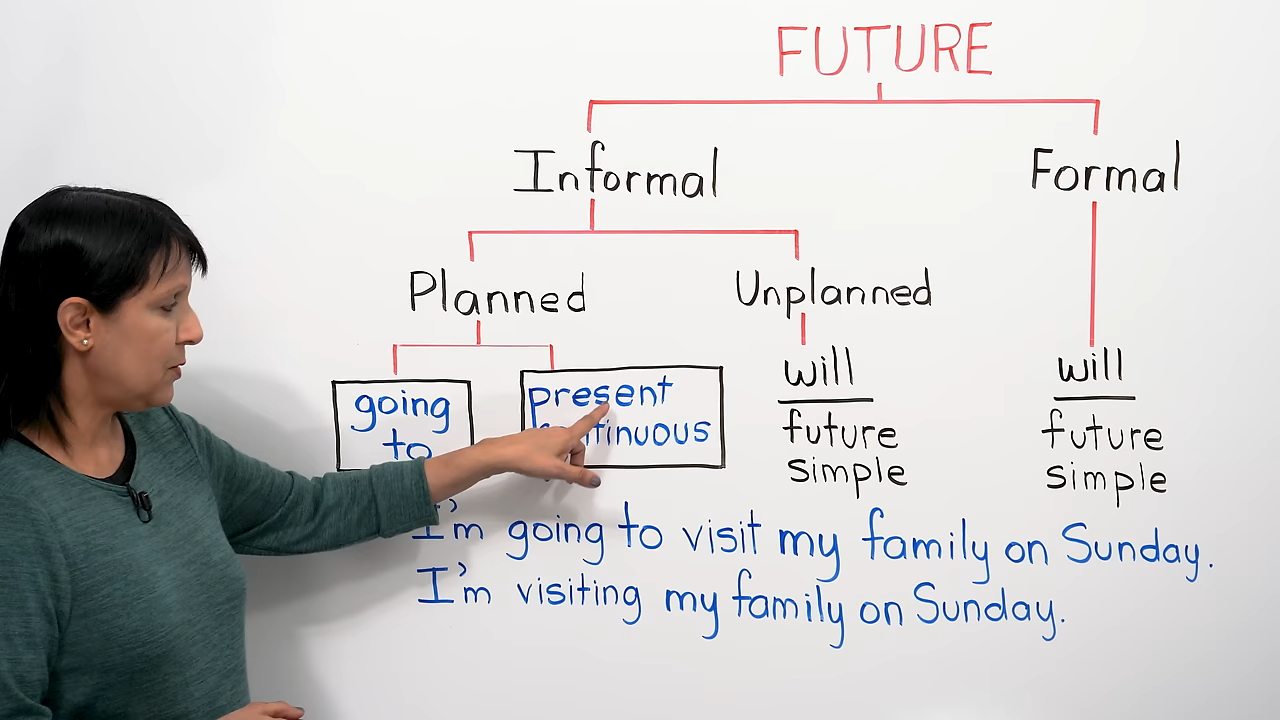 FUTURE
Informal
Formal
Planned
Unplanned
going
to
present
continuous
will
future
simple
will
future
simple
I'm going to visit my family on Sunday.
I'm visiting my family on Sunday.